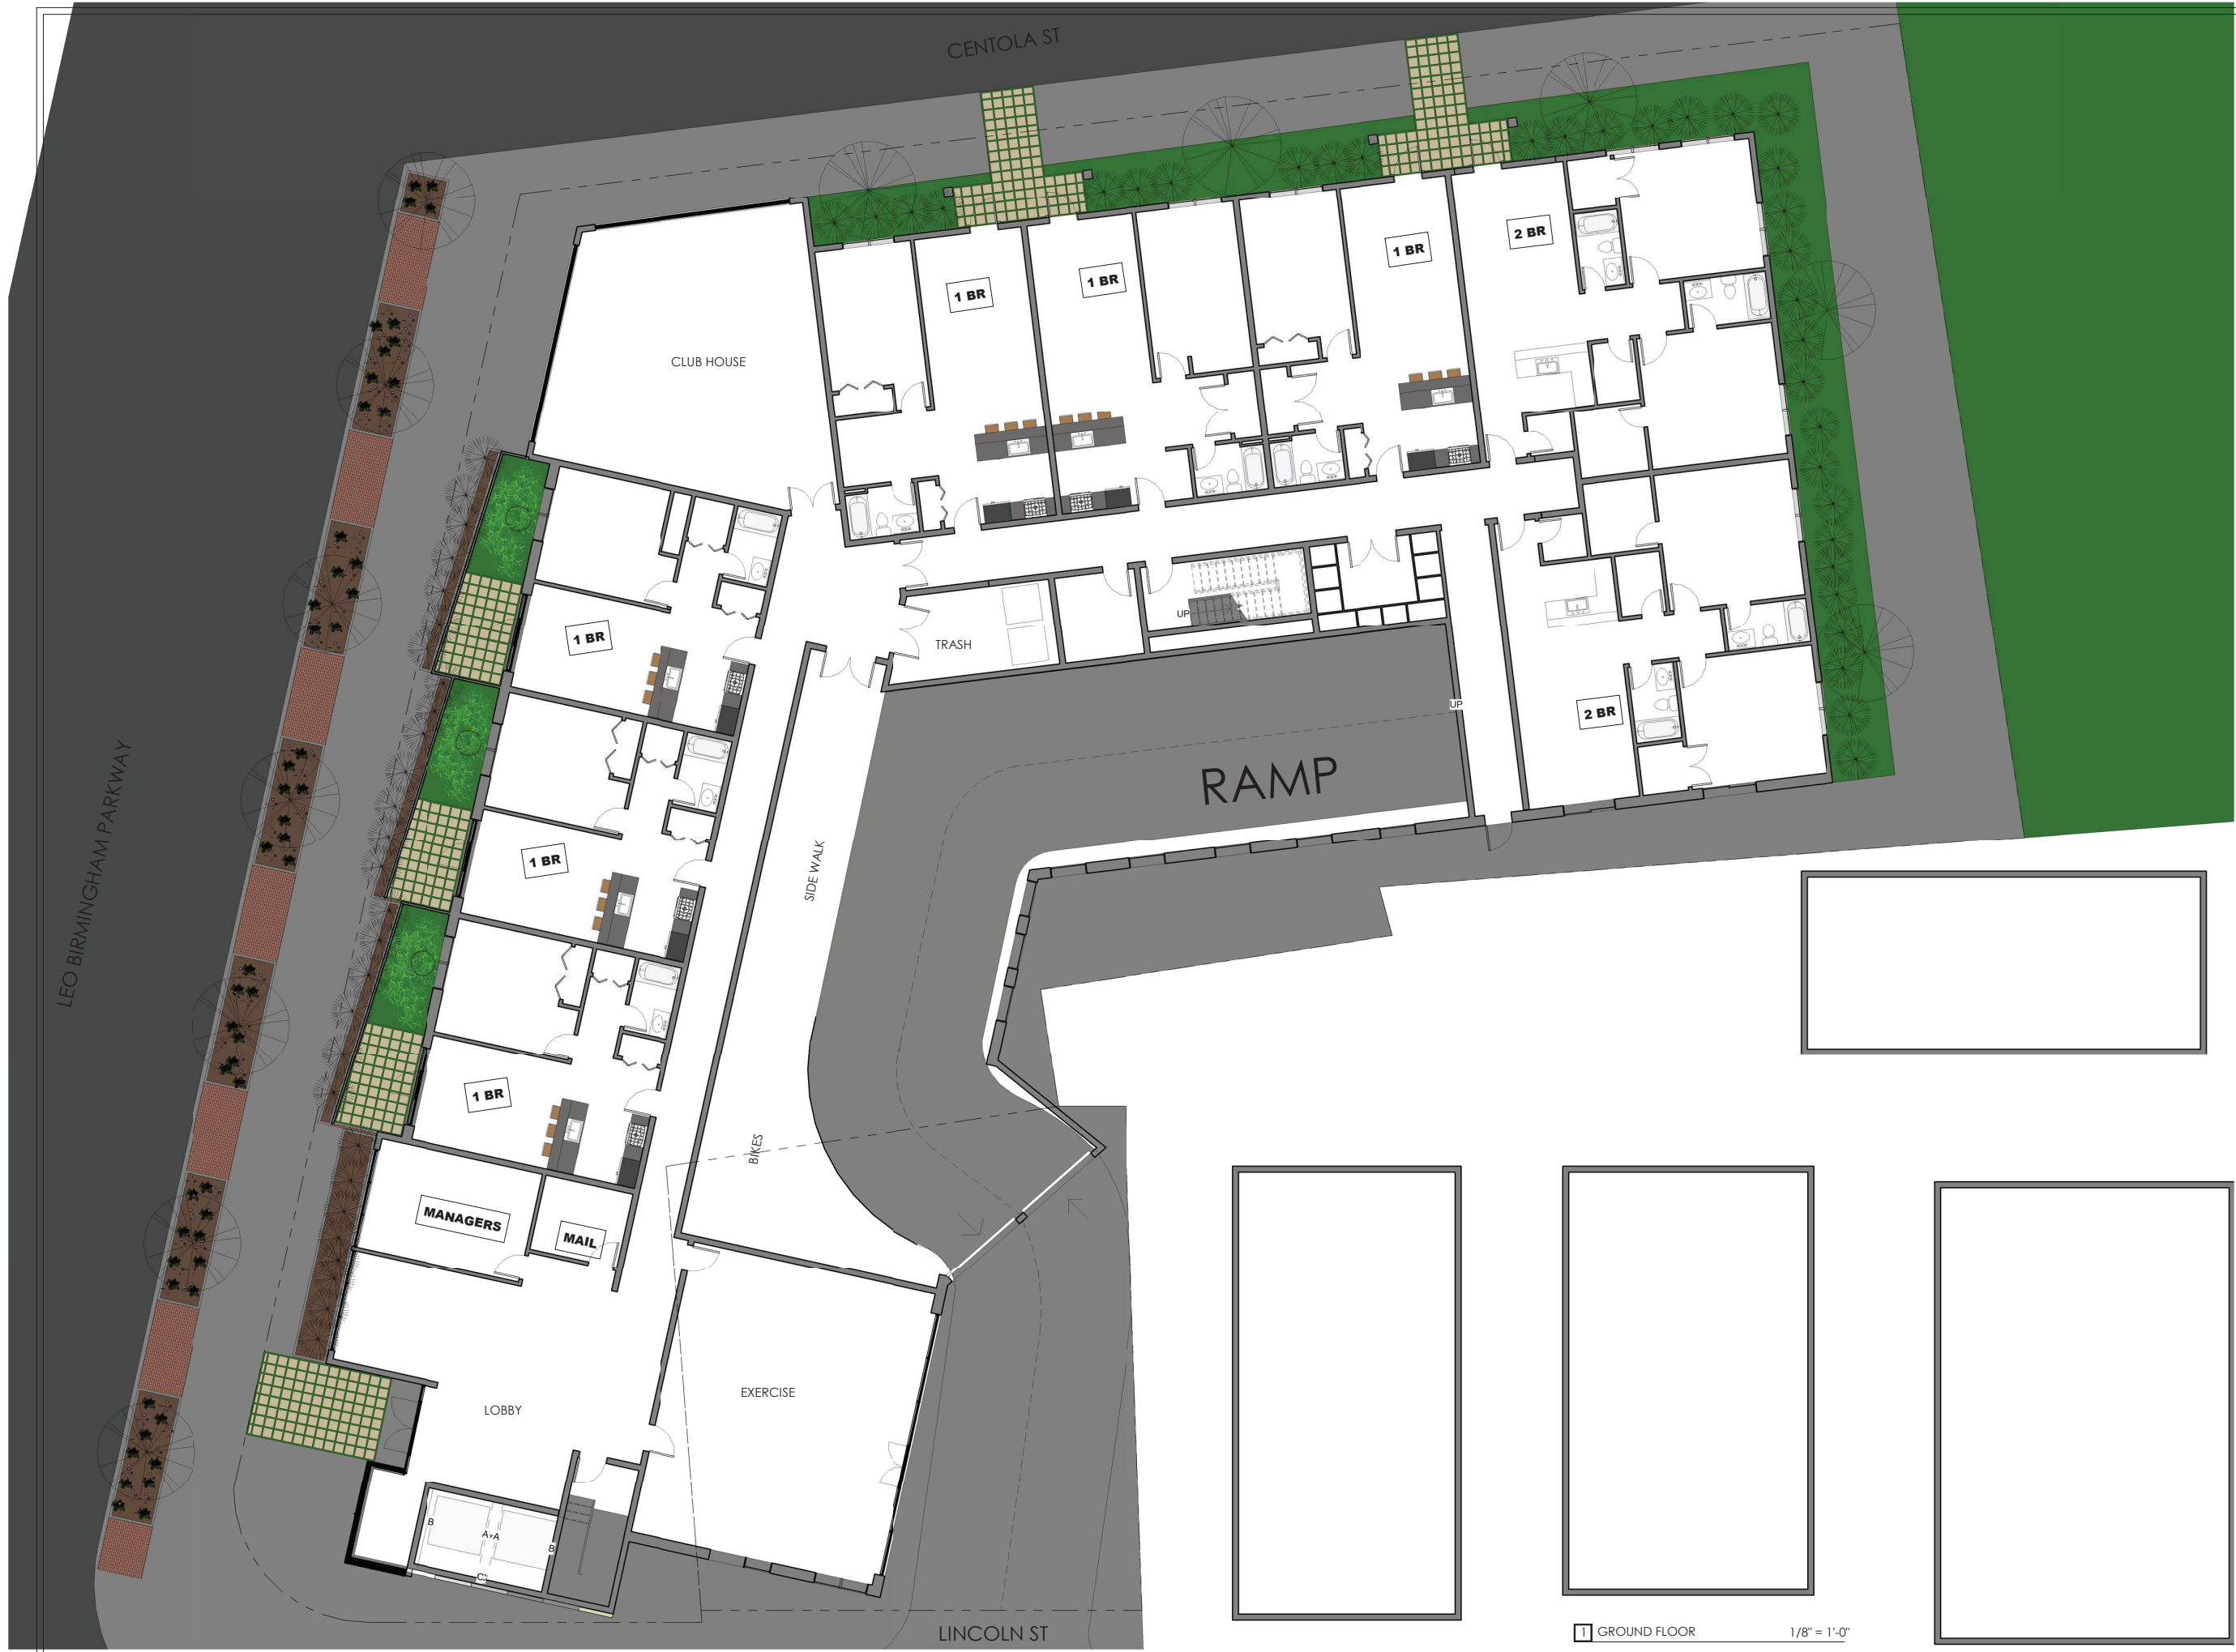 CENTOLA ST
2 BR
1 BR
1 BR
1 BR
CLUB HOUSE
UP
1 BR
TRASH
UP
2 BR
RAMP
LEO BIRMINGHAM PARKWAY
1 BR
SIDE WALK
1 BR
BIKES
MANAGERS
MAIL
EXERCISE
LOBBY
B
A
A
B
LINCOLN ST
1 GROUND FLOOR 1/8" = 1'-0"